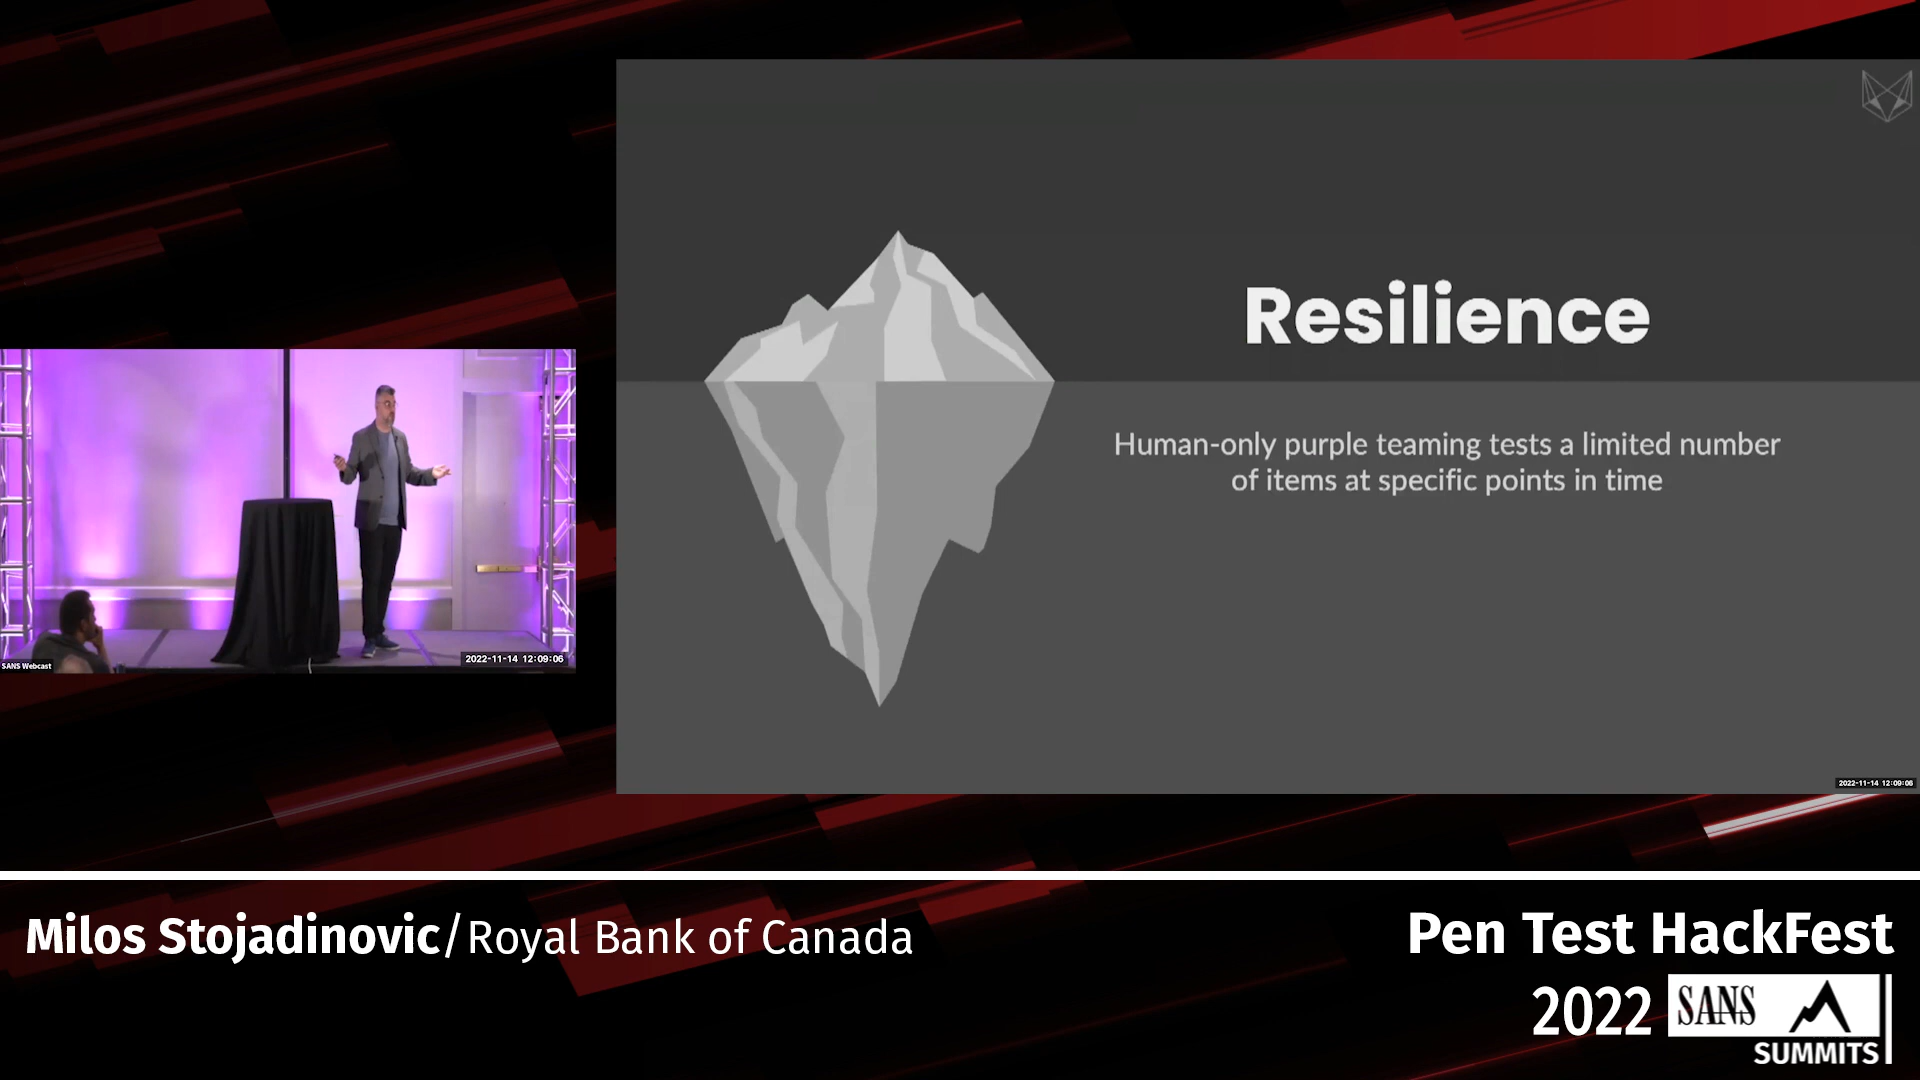 Resilience
Human-only purple teaming tests a limited number
of items at specific points in time
SANS Webcast
2022-11-14 12:09:06
2022-11-14 12:09:06
Milos Stojadinovic/Royal Bank of Canada
Pen Test HackFest
2022
SANS
SUMMITS